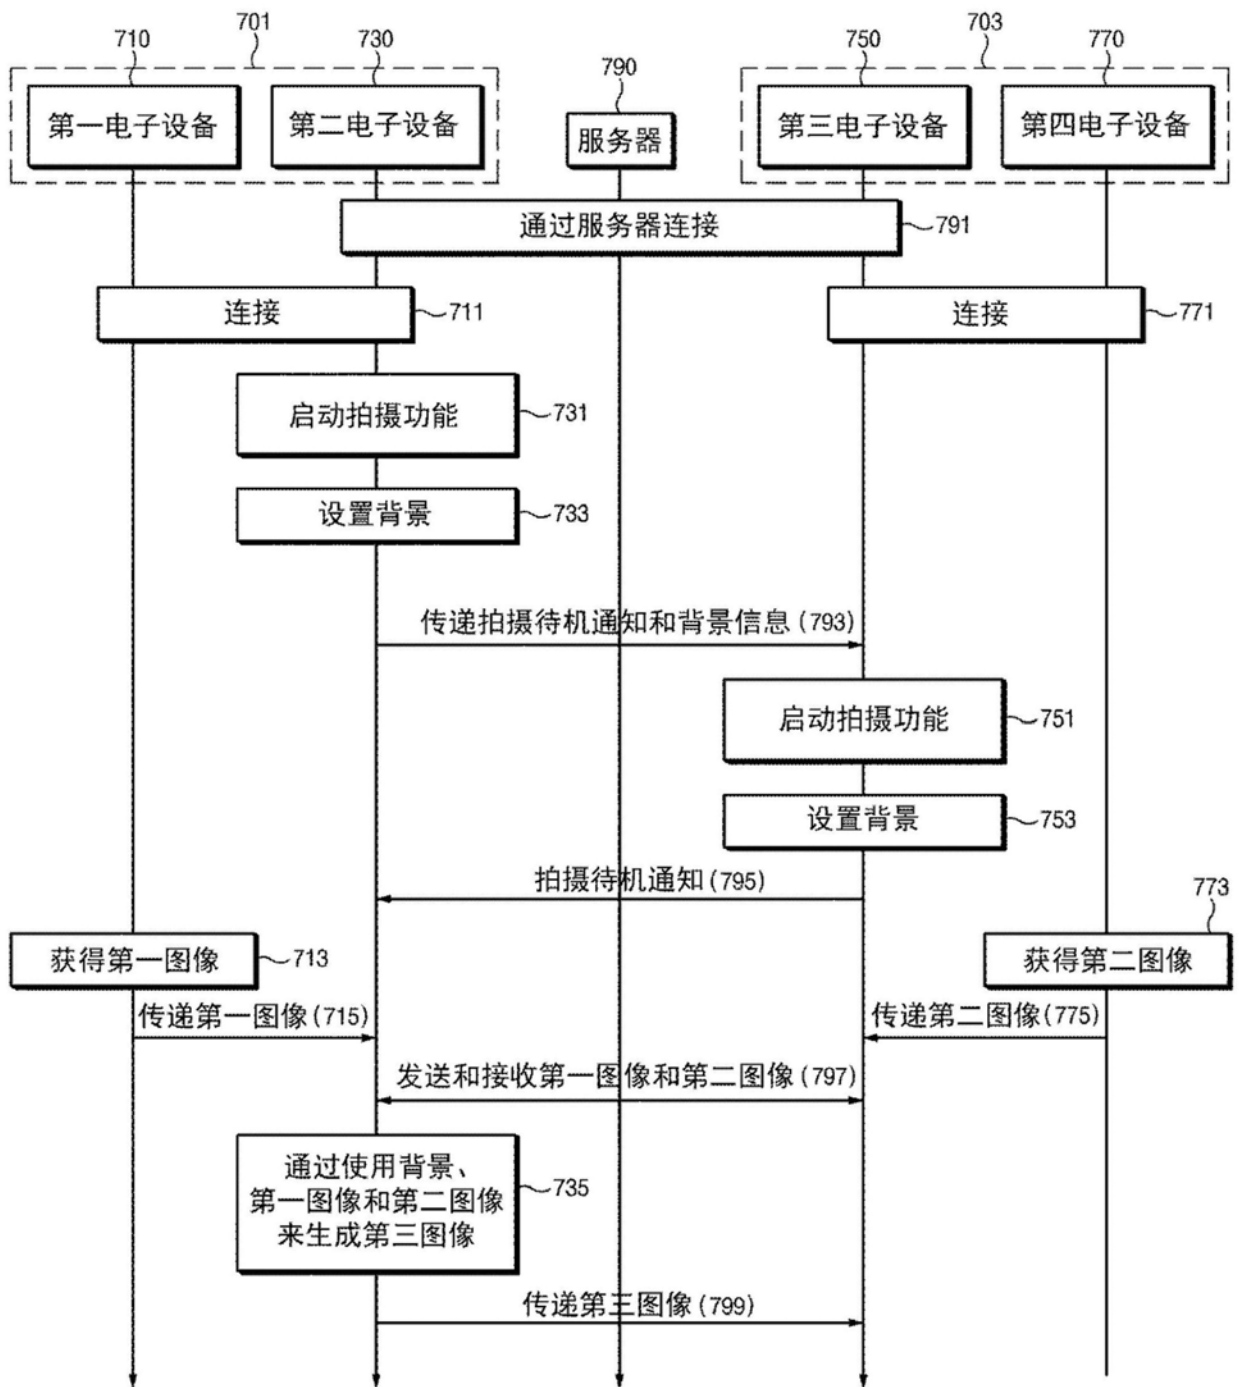 701
703
710
730
750
770
790
第一电子设备
第二电子设备
服务器
第三电子设备
第四电子设备
通过服务器连接
791
连接
711
连接
771
启动拍摄功能
731
设置背景
733
传递拍摄待机通知和背景信息(793)
启动拍摄功能
751
设置背景
753
拍摄待机通知(795)
773
获得第一图像
713
获得第二图像
传递第一图像(715)
传递第二图像(775)
发送和接收第一图像和第二图像(797)
通过使用背景、
第一图像和第二图像
来生成第三图像
735
传递第三图像(799)